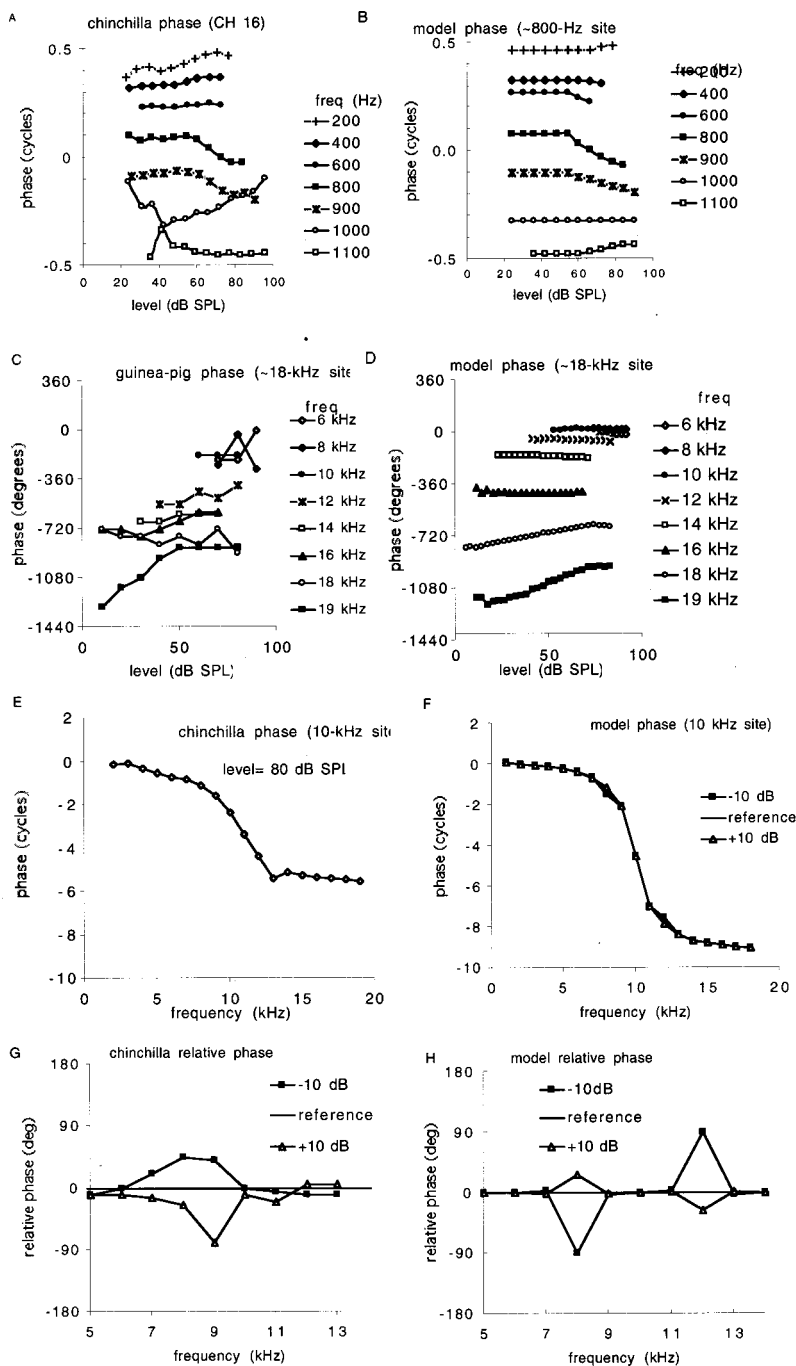 A
chinchilla phase (CH 16)
0.5
0
-0.5
phase (cycles)
0 20 40 60 80 100
level (dB SPL)
freq (Hz)
200
400
600
800
900
1000
1100
B
model phase (~800-Hz site
0.5
0.0
-0.5
phase (cycles)
0 20 40 60 80 100
level (dB SPL)
freq (Hz)
200
400
600
800
900
1000
1100
C
guinea-pig phase (~18-kHz site
360
0
-360
-720
-1080
-1440
phase (degrees)
0 50 100
level (dB SPL)
freq
6 kHz
8 kHz
10 kHz
12 kHz
14 kHz
16 kHz
18 kHz
19 kHz
D
model phase (~18-kHz site
360
0
-360
-720
-1080
-1440
phase (degrees)
0 50 100
level (dB SPL)
freq
6 kHz
8 kHz
10 kHz
12 kHz
14 kHz
16 kHz
18 kHz
19 kHz
E
chinchilla phase (10-kHz site
level= 80 dB SPL
2
0
-2
-4
-6
-8
-10
phase (cycles)
0 5 10 15 20
frequency (kHz)
F
model phase (10 kHz site)
2
0
-2
-4
-6
-8
-10
phase (cycles)
0 5 10 15 20
frequency (kHz)
-10 dB
reference
+10 dB
G
chinchilla relative phase
180
90
0
-90
-180
relative phase (deg)
5 7 9 11 13
frequency (kHz)
-10 dB
reference
+10 dB
H
model relative phase
180
90
0
-90
-180
relative phase (deg)
5 7 9 11 13
frequency (kHz)
-10dB
reference
+10 dB